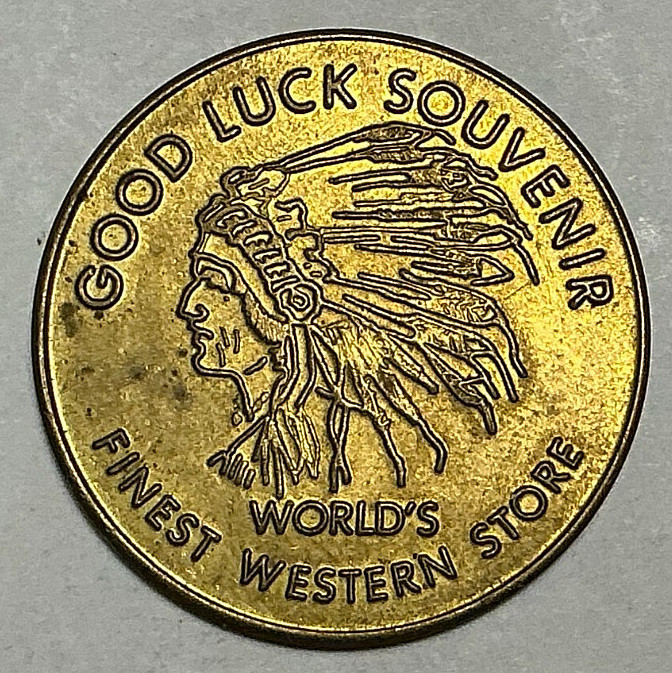 GOOD LUCK SOUVENIR
WORLD'S
FINEST WESTERN STORE